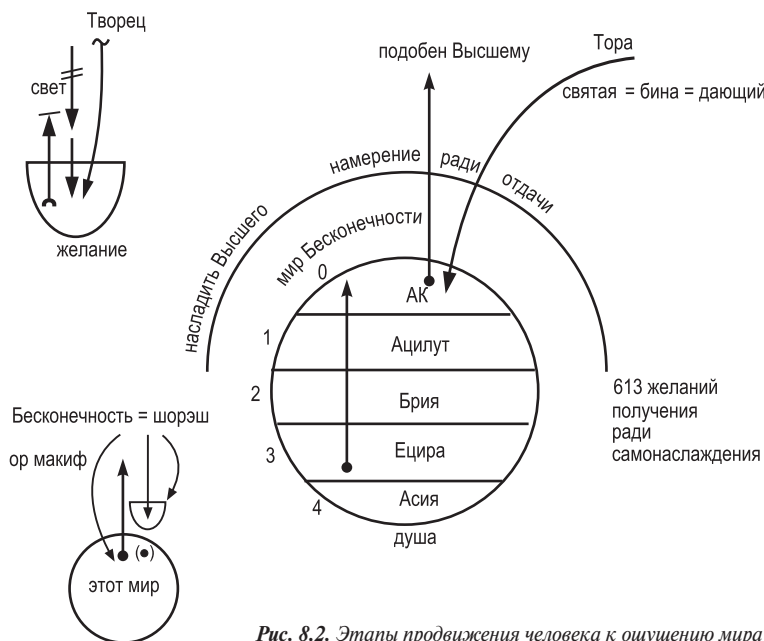 Творец
свет
желание
подобен Высшему
Тора
святая = бина = дающий
насладить Высшего
намерение ради отдачи
мир Бесконечности
0
АК
1
Ацилут
2
Брия
3
Ецира
4
Асия
душа
613 желаний
получения
ради
самонаслаждения
Бесконечность = шорэш
ор макиф
этот мир
Рис. 8.2. Этапы продвижения человека к ощущению мира